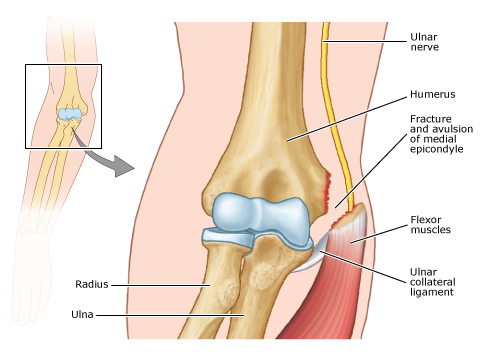 Ulnar
nerve
Humerus
Fracture
and avulsion
of medial
epicondyle
Flexor
muscles
Ulnar
collateral
ligament
Radius
Ulna